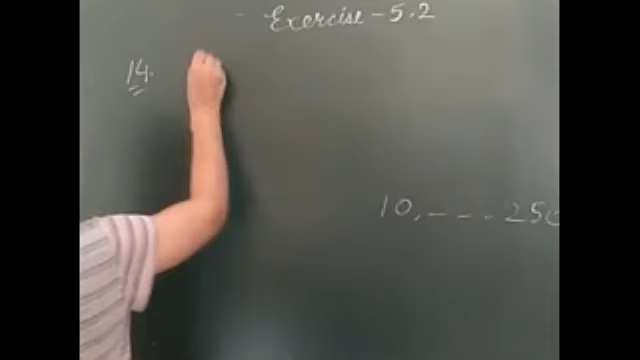 Exercise - 5.2
14.
10, - - - 250